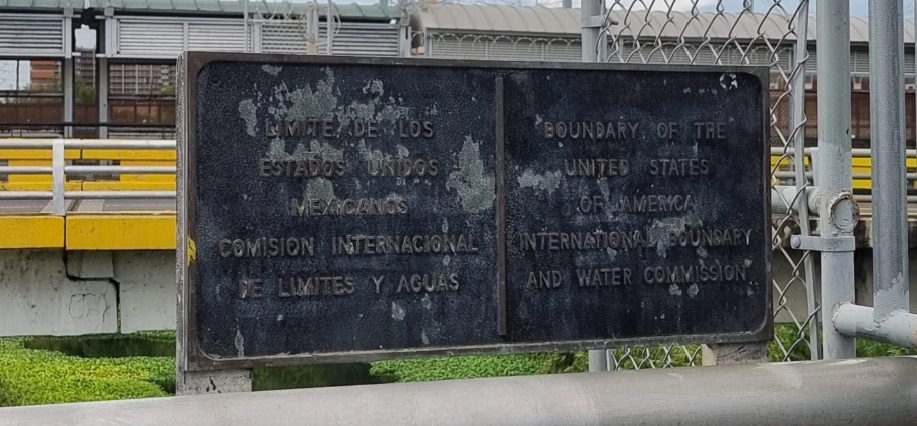 LIMITE DE LOS
ESTADOS UNIDOS
MEXICANOS
COMISION INTERNACIONAL
DE LIMITES Y AGUAS
BOUNDARY OF THE
UNITED STATES
OF AMERICA
INTERNATIONAL BOUNDARY
AND WATER COMMISSION